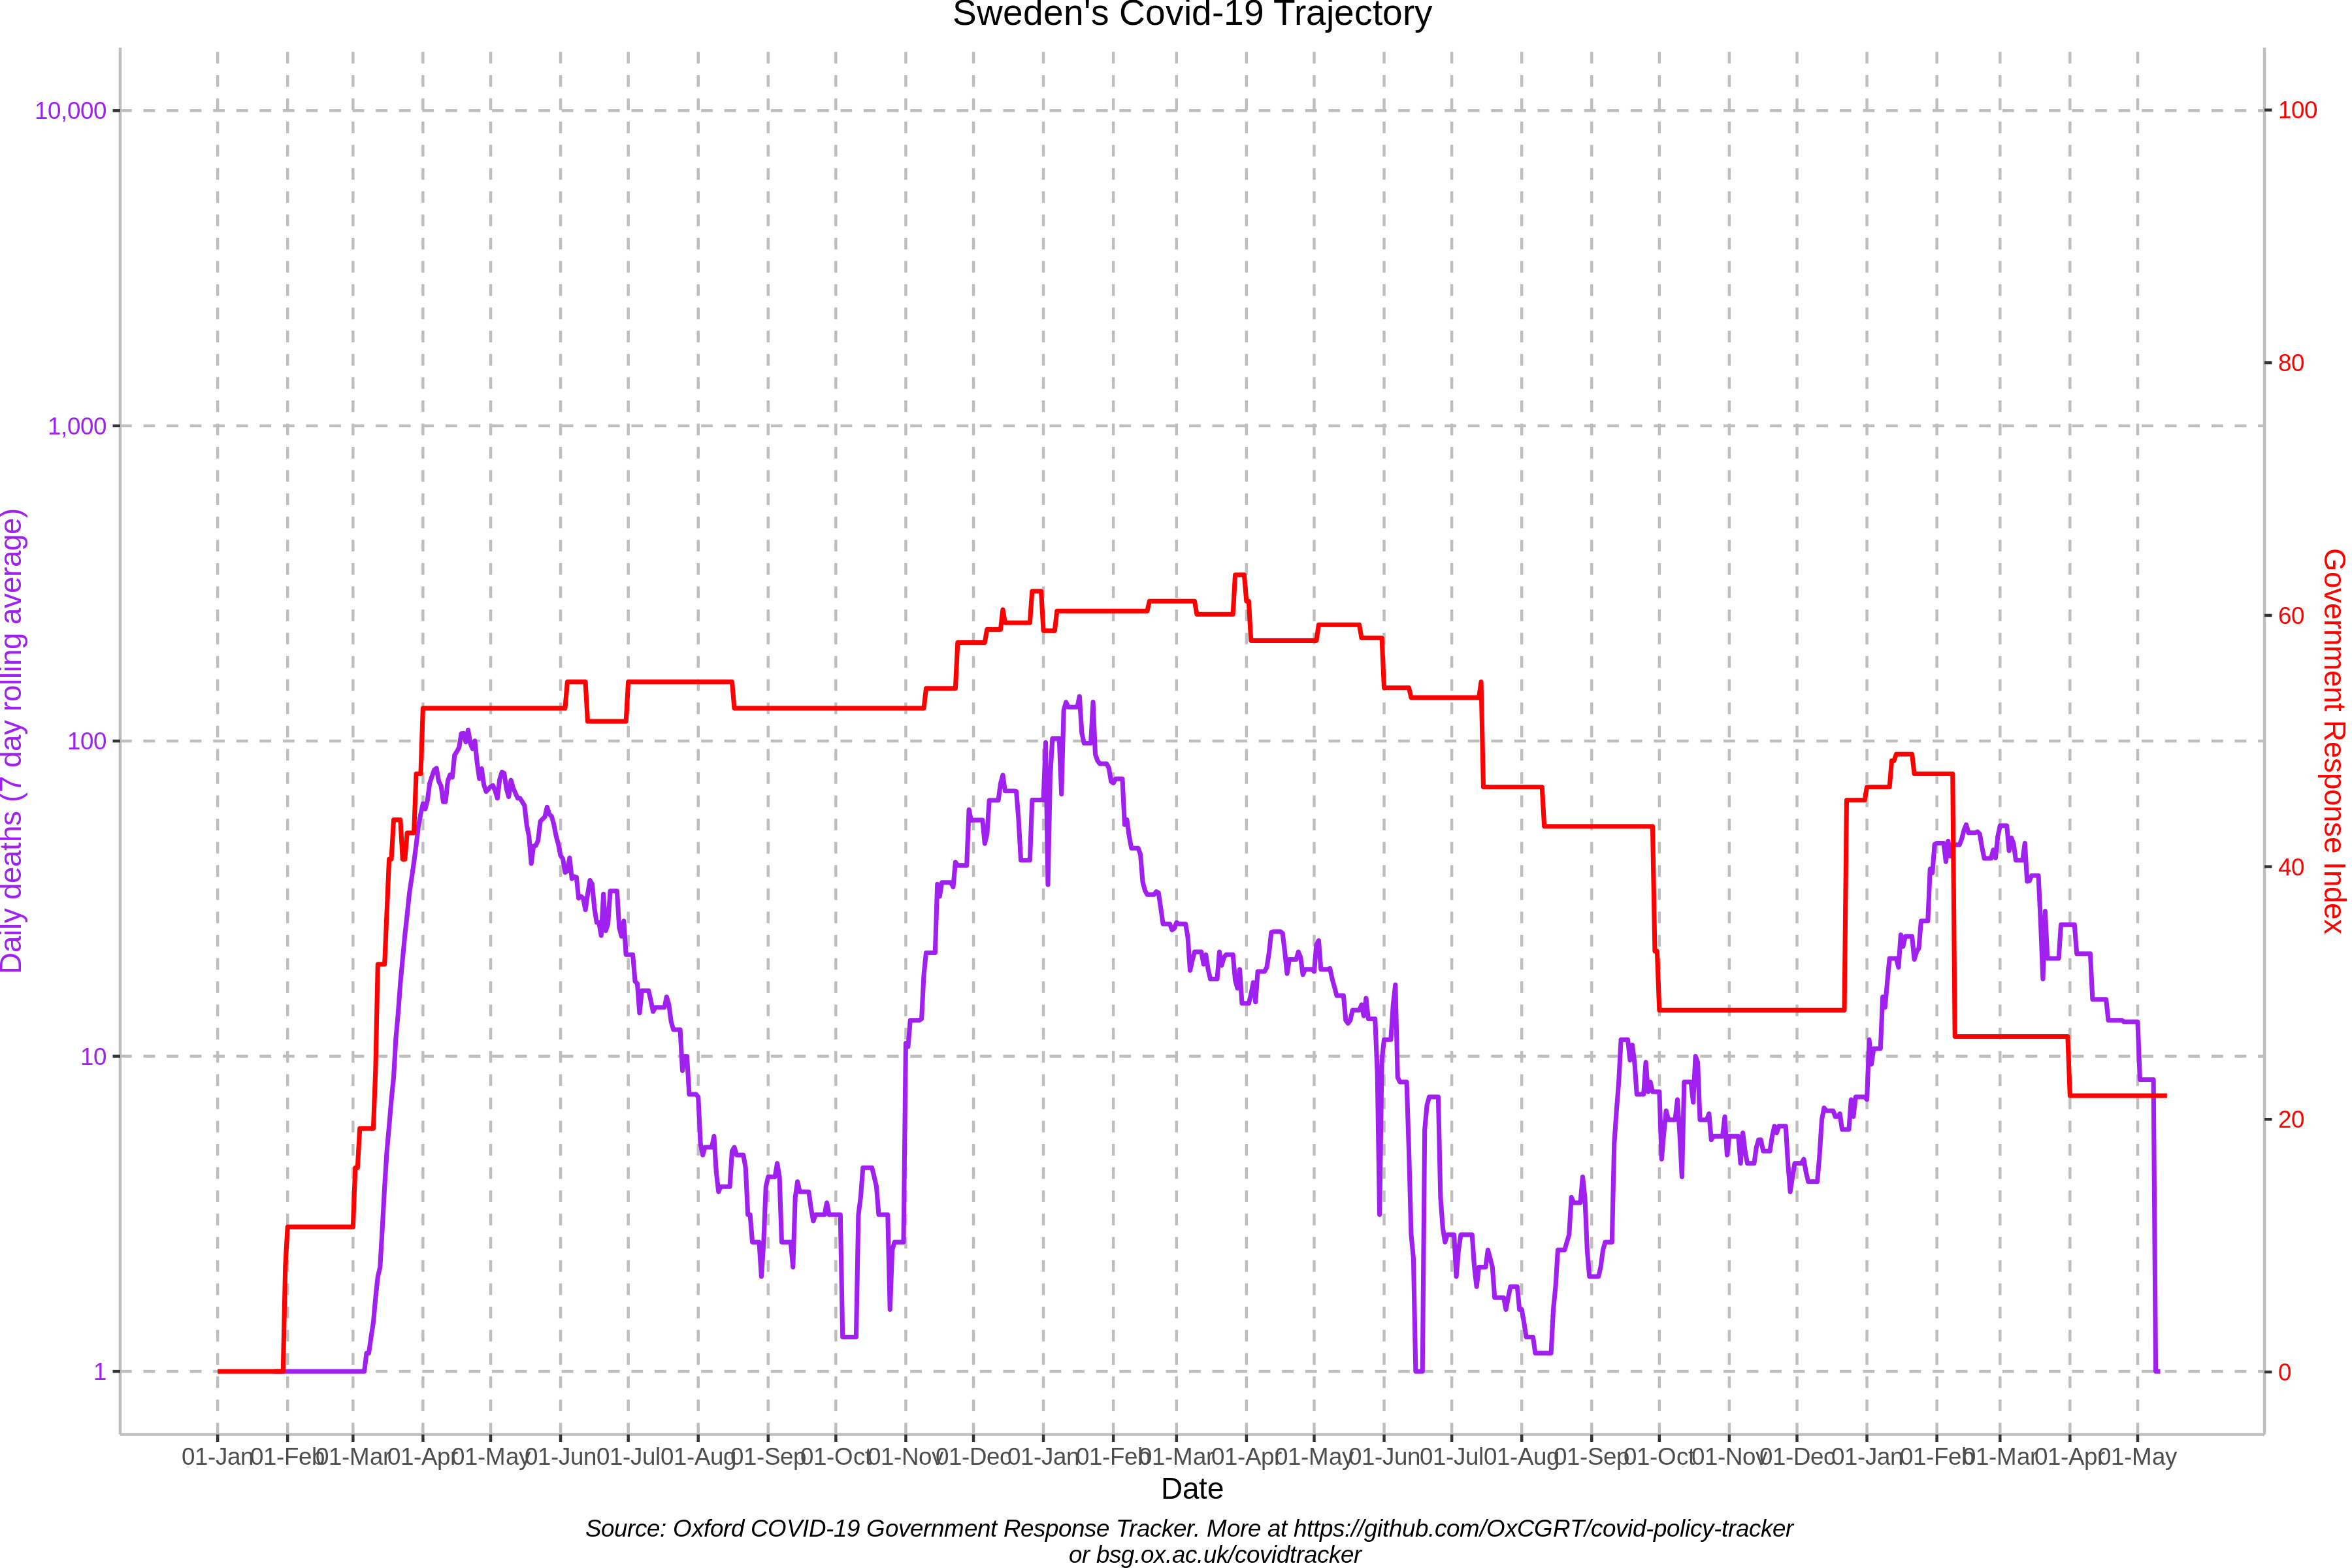 Sweden's Covid-19 Trajectory
10,000
1,000
100
10
1
Daily deaths (7 day rolling average)
100
80
60
40
20
0
Government Response Index
01-Jan 01-Feb 01-Mar 01-Apr 01-May 01-Jun 01-Jul 01-Aug 01-Sep 01-Oct 01-Nov 01-Dec 01-Jan 01-Feb 01-Mar 01-Apr 01-May 01-Jun 01-Jul 01-Aug 01-Sep 01-Oct 01-Nov 01-Dec 01-Jan 01-Feb 01-Mar 01-Apr 01-May
Date
Source: Oxford COVID-19 Government Response Tracker. More at https://github.com/OxCGRT/covid-policy-tracker
or bsg.ox.ac.uk/covidtracker